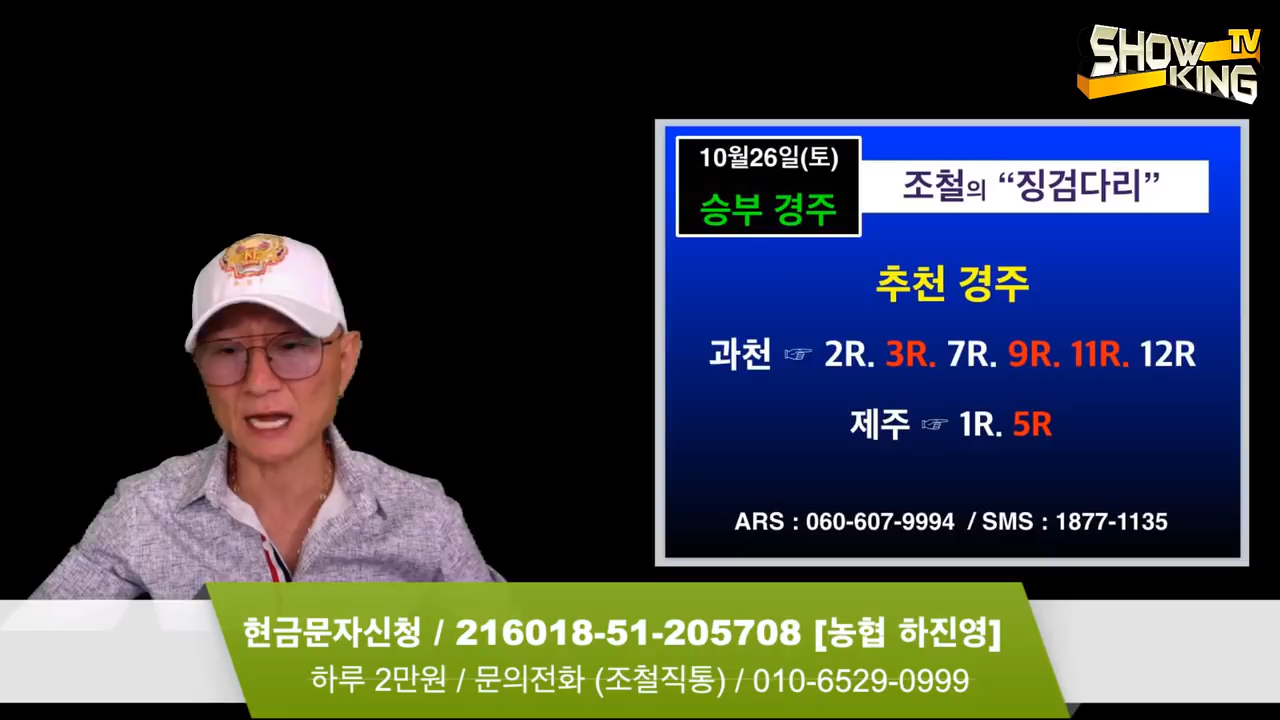 SHOW TV
KING
10월26일(토)
승부 경주
조철의 “징검다리”
추천 경주
과천 ☞ 2R. 3R. 7R. 9R. 11R. 12R
제주 ☞ 1R. 5R
ARS : 060-607-9994 / SMS : 1877-1135
현금문자신청 / 216018-51-205708 [농협 하진영]
하루 2만원 / 문의전화 (조철직통) / 010-6529-0999